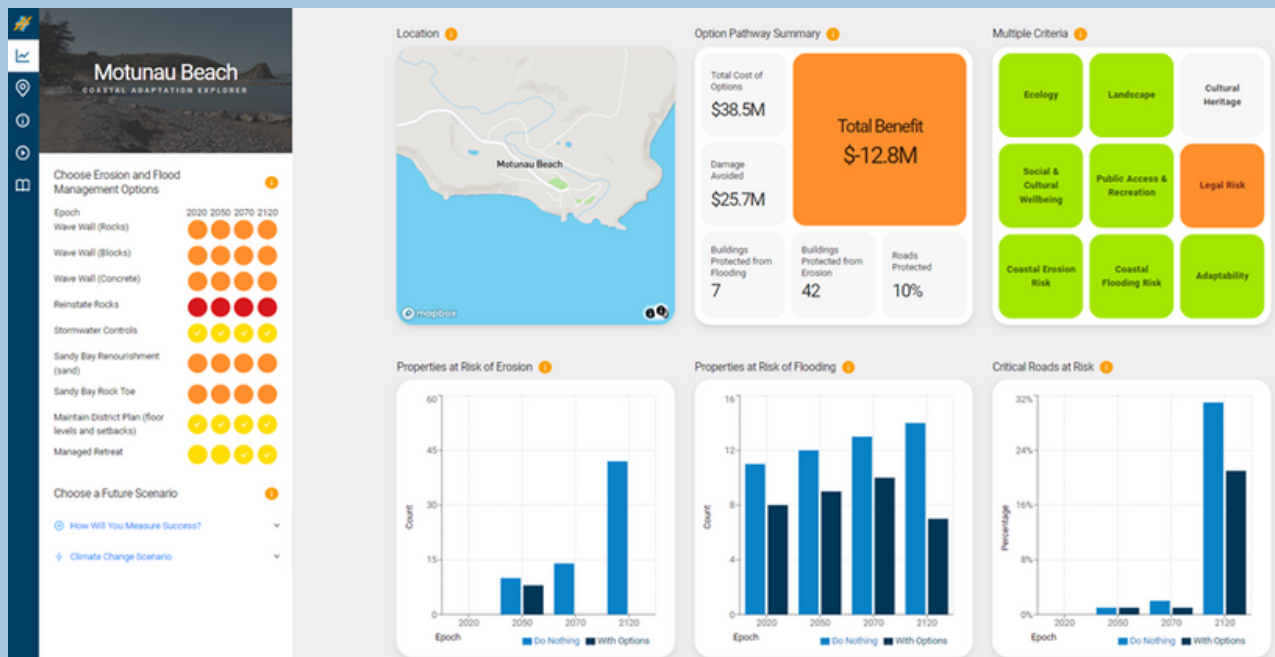 Motunau Beach
COASTAL ADAPTATION EXPLORER
Choose Erosion and Flood
Management Options
Epoch 2020 2050 2070 2120
Wave Wall (Rocks)
Wave Wall (Blocks)
Wave Wall (Concrete)
Reinstate Rocks
Stormwater Controls
Sandy Bay Renourishment
(sand)
Sandy Bay Rock Toe
Maintain District Plan (floor
levels and setbacks)
Managed Retreat
Choose a Future Scenario
How Will You Measure Success?
Climate Change Scenario
Location
Motunau Beach
mapbox
Option Pathway Summary
Total Cost of
Options
$38.5M
Total Benefit
$-12.8M
Damage
Avoided
$25.7M
Buildings
Protected from
Flooding
7
Buildings
Protected from
Erosion
42
Roads
Protected
10%
Multiple Criteria
Ecology
Landscape
Cultural
Heritage
Social &
Cultural
Wellbeing
Public Access &
Recreation
Legal Risk
Coastal Erosion
Risk
Coastal
Flooding Risk
Adaptability
Properties at Risk of Erosion
60
45
30
15
0
Count
2020 2050 2070 2120
Epoch
Do Nothing With Options
Properties at Risk of Flooding
16
12
8
4
0
Count
2020 2050 2070 2120
Epoch
Do Nothing With Options
Critical Roads at Risk
32%
24%
16%
8%
0%
Percentage
2020 2050 2070 2120
Epoch
Do Nothing With Options